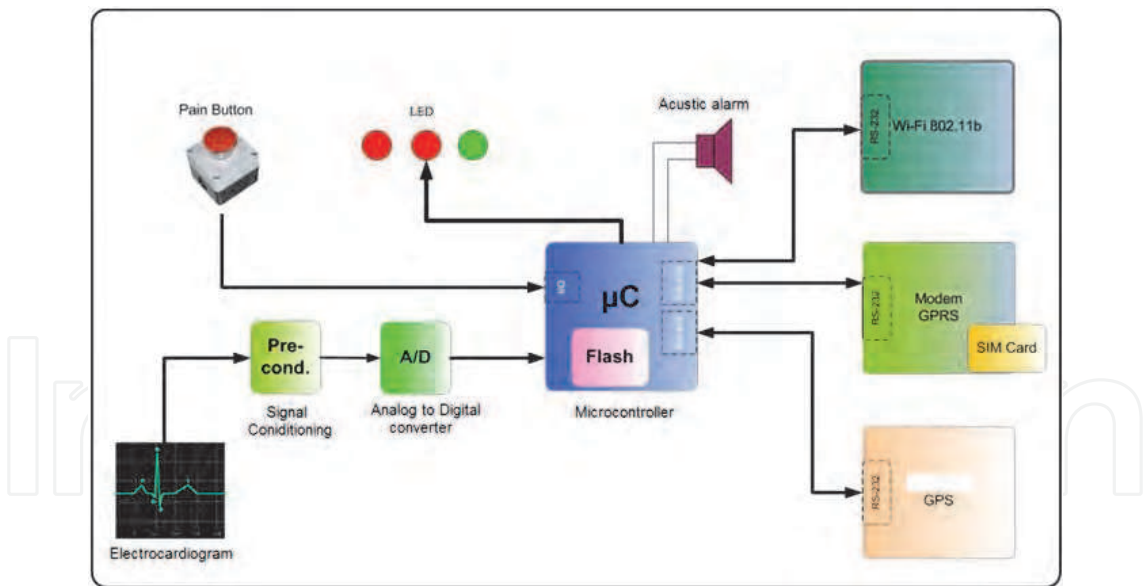 Pain Button
LED
Acustic alarm
RS-232
Wi-Fi 802.11b
µC
Flash
Microcontroller
RS-232
Modem
GPRS
SIM Card
Pre-
cond.
Signal
Coniditioning
A/D
Analog to Digital
converter
RS-232
GPS
Electrocardiogram